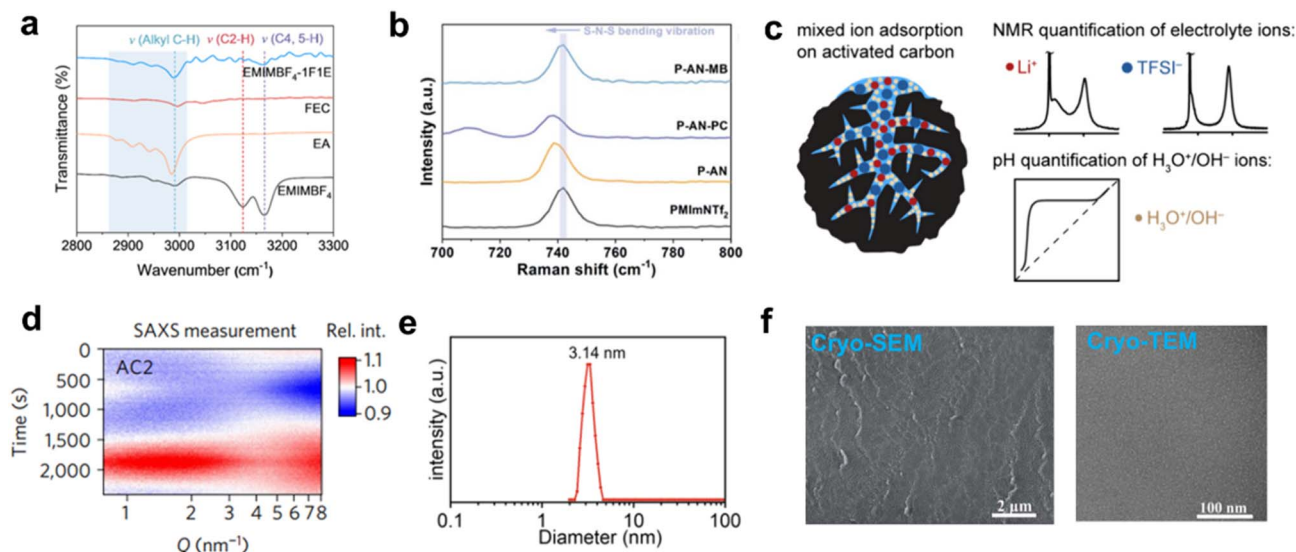 a
ν (Alkyl C-H) ν (C2-H) ν (C4, 5-H)
EMIMBF₄-1F1E
FEC
EA
EMIMBF₄
Transmittance (%)
2800 2900 3000 3100 3200 3300
Wavenumber (cm⁻¹)
b
S-N-S bending vibration
P-AN-MB
P-AN-PC
P-AN
PMImNTf₂
Intensity (a.u.)
700 720 740 760 780 800
Raman shift (cm⁻¹)
c
mixed ion adsorption
on activated carbon
NMR quantification of electrolyte ions:
Li⁺
TFSI⁻
pH quantification of H₃O⁺/OH⁻ ions:
H₃O⁺/OH⁻
d
SAXS measurement
Rel. int.
AC2
1.1
1.0
0.9
Time (s)
0
500
1,000
1,500
2,000
1 2 3 4 5 6 7 8
Q (nm⁻¹)
e
3.14 nm
intensity (a.u.)
0.1 1 10 100
Diameter (nm)
f
Cryo-SEM
2 µm
Cryo-TEM
100 nm